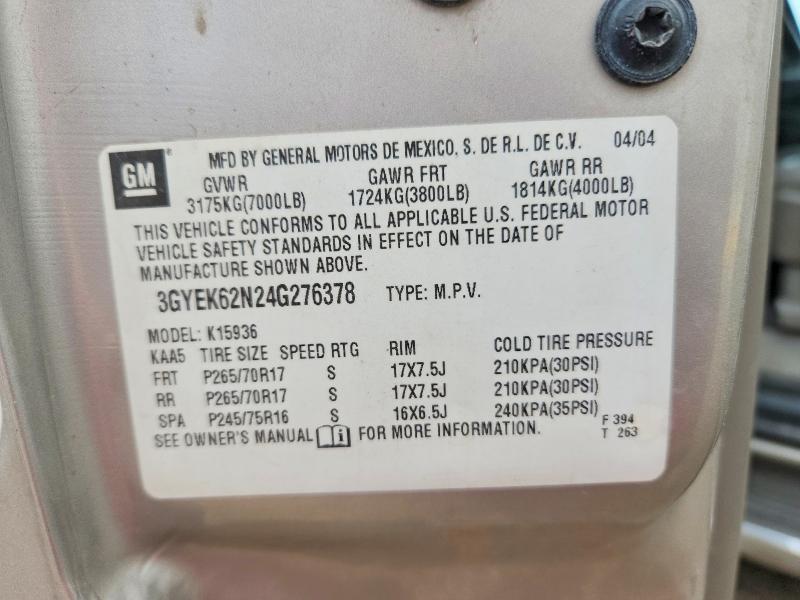 GM MFD BY GENERAL MOTORS DE MEXICO, S. DE R.L. DE C.V. 04/04
GVWR GAWR FRT GAWR RR
3175KG(7000LB) 1724KG(3800LB) 1814KG(4000LB)
THIS VEHICLE CONFORMS TO ALL APPLICABLE U.S. FEDERAL MOTOR
VEHICLE SAFETY STANDARDS IN EFFECT ON THE DATE OF
MANUFACTURE SHOWN ABOVE.
3GYEK62N24G276378 TYPE: M.P.V.
MODEL: K15936
KAA5 TIRE SIZE SPEED RTG RIM COLD TIRE PRESSURE
FRT P265/70R17 S 17X7.5J 210KPA(30PSI)
RR P265/70R17 S 17X7.5J 210KPA(30PSI)
SPA P245/75R16 S 16X6.5J 240KPA(35PSI) F 394
SEE OWNER'S MANUAL i FOR MORE INFORMATION. T 263